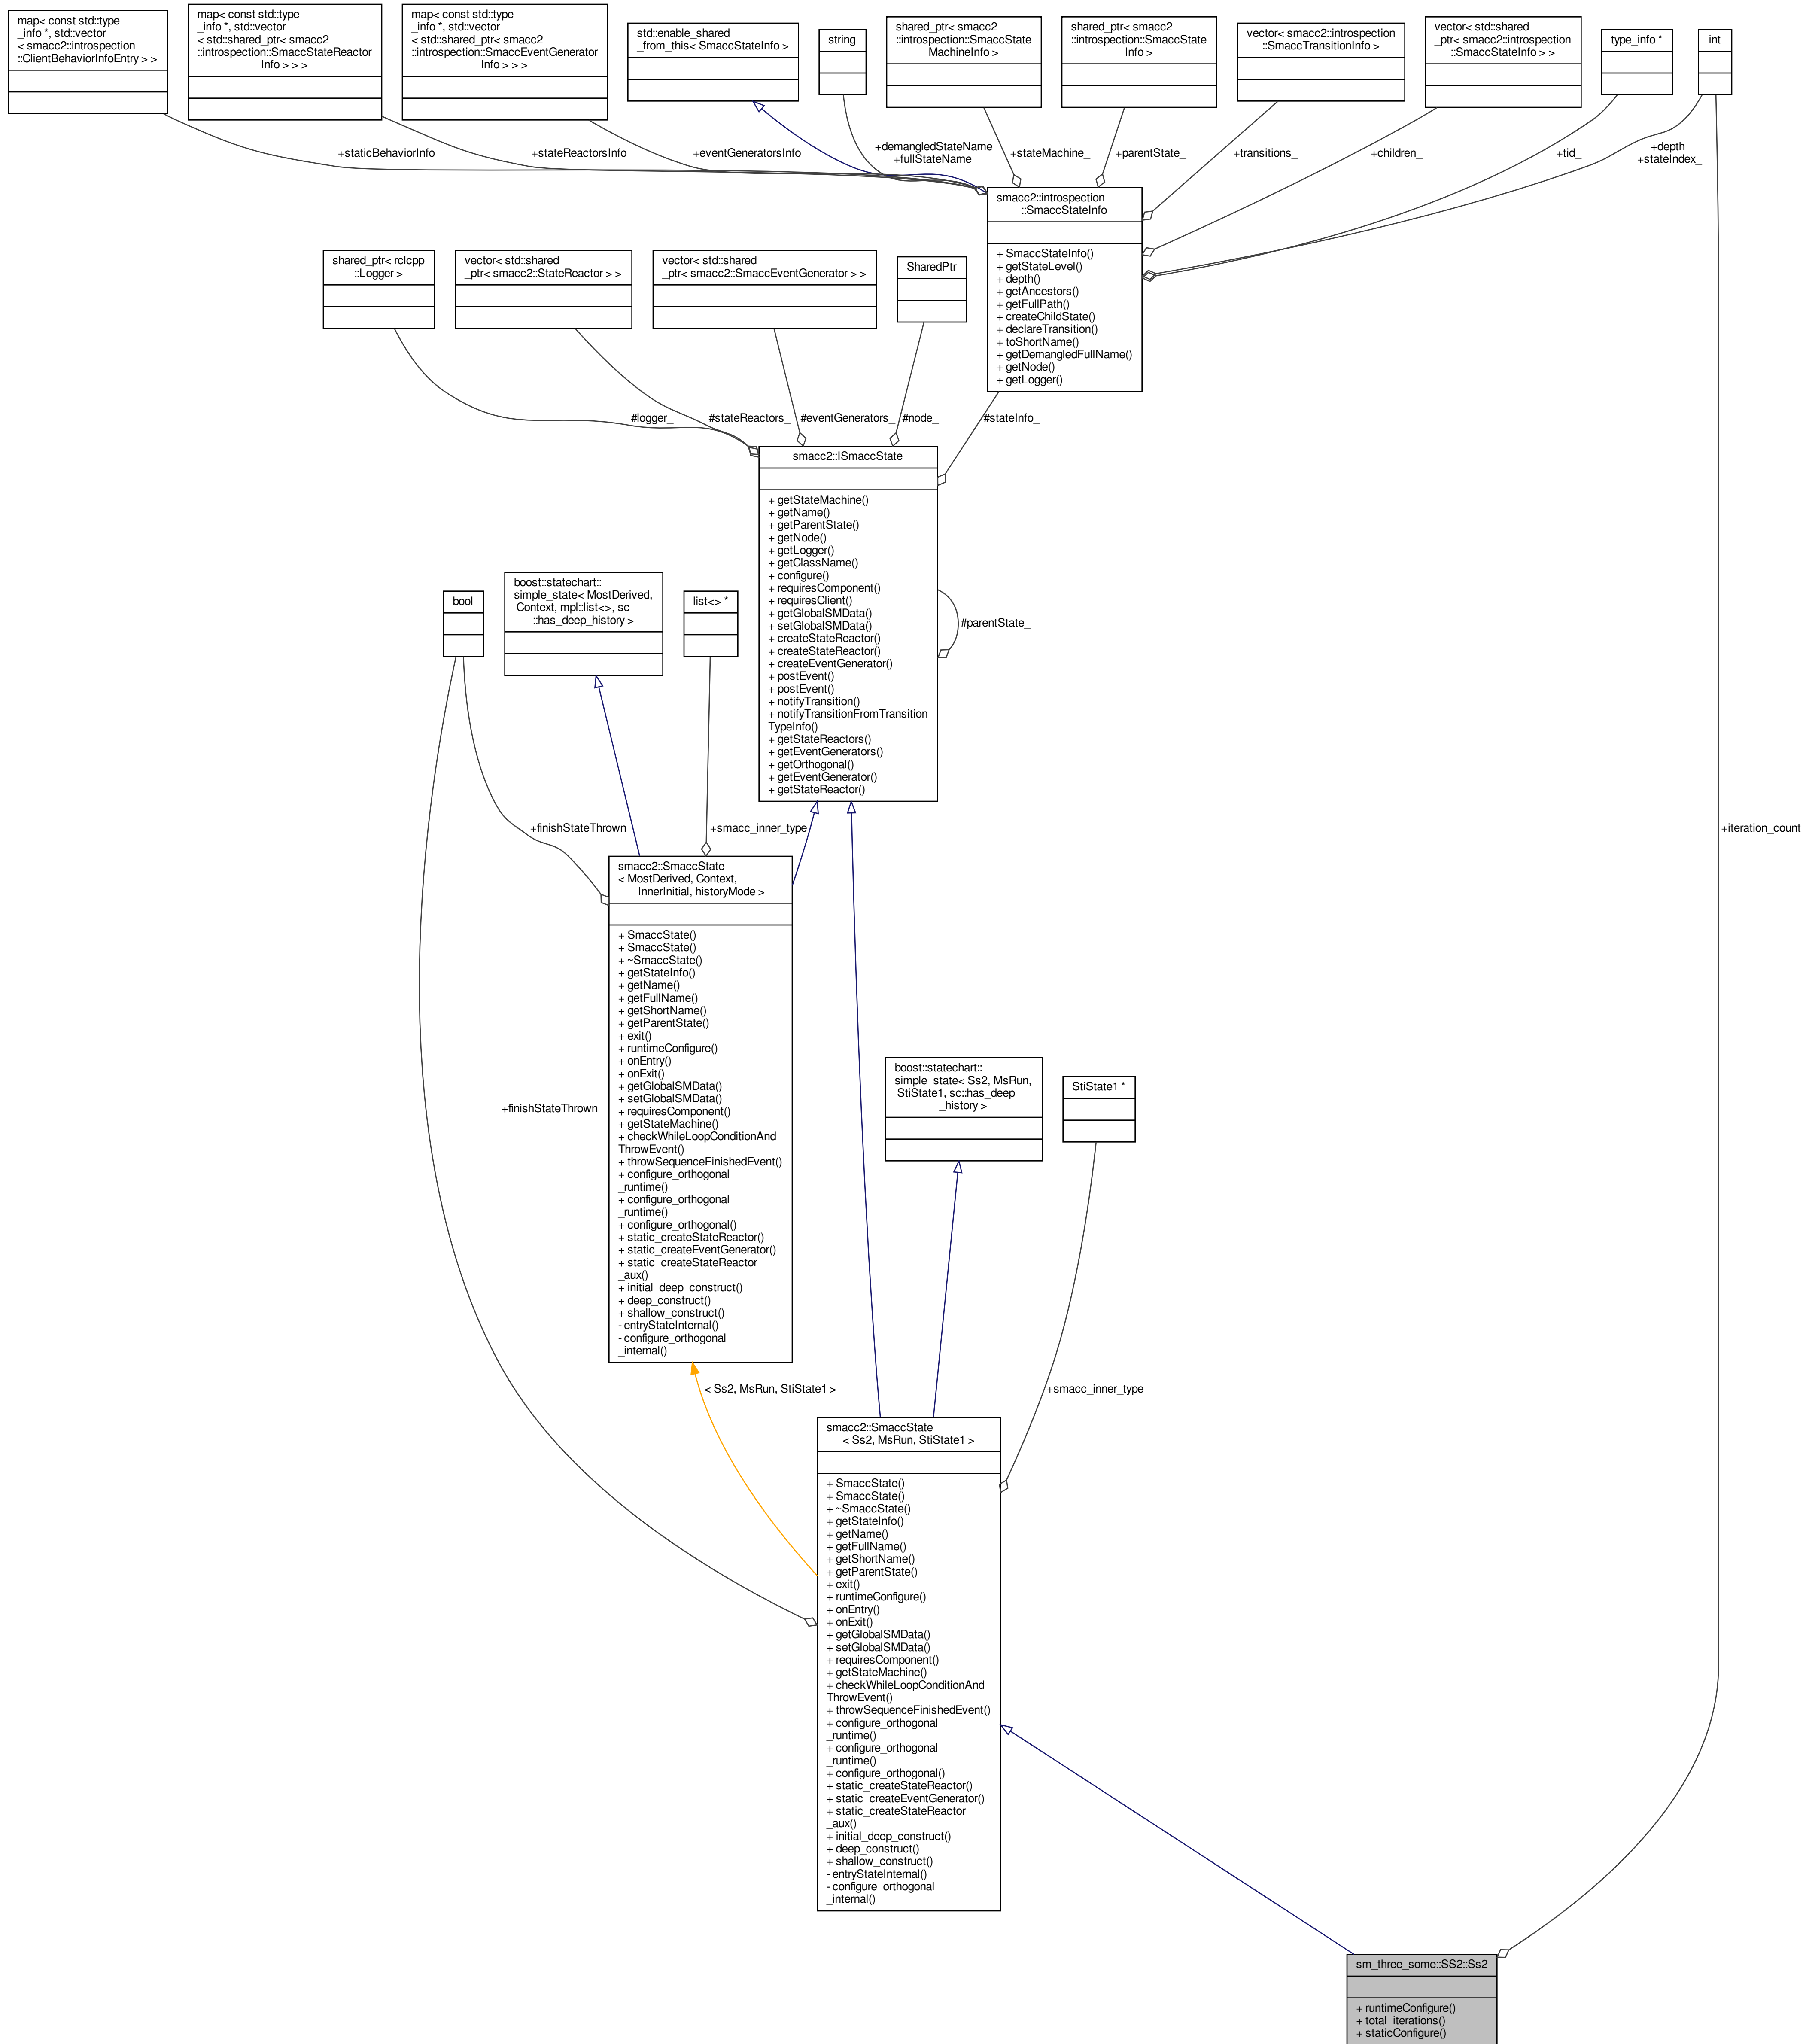 map< const std::type
_info *, std::vector
< smacc2::introspection
::ClientBehaviorInfoEntry > >
map< const std::type
_info *, std::vector
< std::shared_ptr< smacc2
::introspection::SmaccStateReactor
Info > > >
map< const std::type
_info *, std::vector
< std::shared_ptr< smacc2
::introspection::SmaccEventGenerator
Info > > >
std::enable_shared
_from_this< SmaccStateInfo >
string
shared_ptr< smacc2
::introspection::SmaccState
MachineInfo >
shared_ptr< smacc2
::introspection::SmaccState
Info >
vector< smacc2::introspection
::SmaccTransitionInfo >
vector< std::shared
_ptr< smacc2::introspection
::SmaccStateInfo > >
type_info *
int
+staticBehaviorInfo
+stateReactorsInfo
+eventGeneratorsInfo
+demangledStateName
+fullStateName
+stateMachine_
+parentState_
+transitions_
+children_
+tid_
+depth_
+stateIndex_
smacc2::introspection
::SmaccStateInfo
+ SmaccStateInfo()
+ getStateLevel()
+ depth()
+ getAncestors()
+ getFullPath()
+ createChildState()
+ declareTransition()
+ toShortName()
+ getDemangledFullName()
+ getNode()
+ getLogger()
shared_ptr< rclcpp
::Logger >
vector< std::shared
_ptr< smacc2::StateReactor > >
vector< std::shared
_ptr< smacc2::SmaccEventGenerator > >
SharedPtr
#logger_
#stateReactors_
#eventGenerators_
#node_
#stateInfo_
smacc2::ISmaccState
+ getStateMachine()
+ getName()
+ getParentState()
+ getNode()
+ getLogger()
+ getClassName()
+ configure()
+ requiresComponent()
+ requiresClient()
+ getGlobalSMData()
+ setGlobalSMData()
+ createStateReactor()
+ createStateReactor()
+ createEventGenerator()
+ postEvent()
+ postEvent()
+ notifyTransition()
+ notifyTransitionFromTransition
TypeInfo()
+ getStateReactors()
+ getEventGenerators()
+ getOrthogonal()
+ getEventGenerator()
+ getStateReactor()
#parentState_
bool
boost::statechart::
simple_state< MostDerived,
Context, mpl::list<>, sc
::has_deep_history >
list<> *
+finishStateThrown
+smacc_inner_type
+iteration_count
smacc2::SmaccState
< MostDerived, Context,
InnerInitial, historyMode >
+ SmaccState()
+ SmaccState()
+ ~SmaccState()
+ getStateInfo()
+ getName()
+ getFullName()
+ getShortName()
+ getParentState()
+ exit()
+ runtimeConfigure()
+ onEntry()
+ onExit()
+ getGlobalSMData()
+ setGlobalSMData()
+ requiresComponent()
+ getStateMachine()
+ checkWhileLoopConditionAnd
ThrowEvent()
+ throwSequenceFinishedEvent()
+ configure_orthogonal
_runtime()
+ configure_orthogonal
_runtime()
+ configure_orthogonal()
+ static_createStateReactor()
+ static_createEventGenerator()
+ static_createStateReactor
_aux()
+ initial_deep_construct()
+ deep_construct()
+ shallow_construct()
- entryStateInternal()
- configure_orthogonal
_internal()
+finishStateThrown
boost::statechart::
simple_state< Ss2, MsRun,
StiState1, sc::has_deep
_history >
StiState1 *
< Ss2, MsRun, StiState1 >
+smacc_inner_type
smacc2::SmaccState
< Ss2, MsRun, StiState1 >
+ SmaccState()
+ SmaccState()
+ ~SmaccState()
+ getStateInfo()
+ getName()
+ getFullName()
+ getShortName()
+ getParentState()
+ exit()
+ runtimeConfigure()
+ onEntry()
+ onExit()
+ getGlobalSMData()
+ setGlobalSMData()
+ requiresComponent()
+ getStateMachine()
+ checkWhileLoopConditionAnd
ThrowEvent()
+ throwSequenceFinishedEvent()
+ configure_orthogonal
_runtime()
+ configure_orthogonal
_runtime()
+ configure_orthogonal()
+ static_createStateReactor()
+ static_createEventGenerator()
+ static_createStateReactor
_aux()
+ initial_deep_construct()
+ deep_construct()
+ shallow_construct()
- entryStateInternal()
- configure_orthogonal
_internal()
sm_three_some::SS2::Ss2
+ runtimeConfigure()
+ total_iterations()
+ staticConfigure()